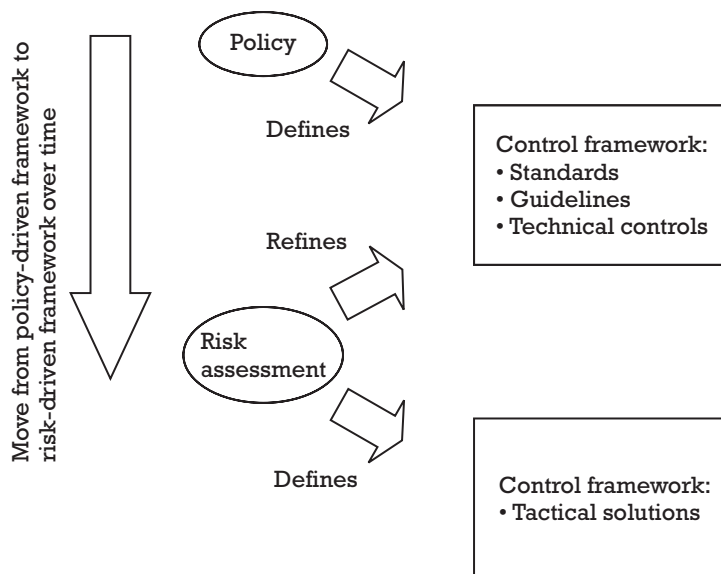 Move from policy-driven framework to
risk-driven framework over time
Policy
Defines
Control framework:
• Standards
• Guidelines
• Technical controls
Refines
Risk
assessment
Defines
Control framework:
• Tactical solutions